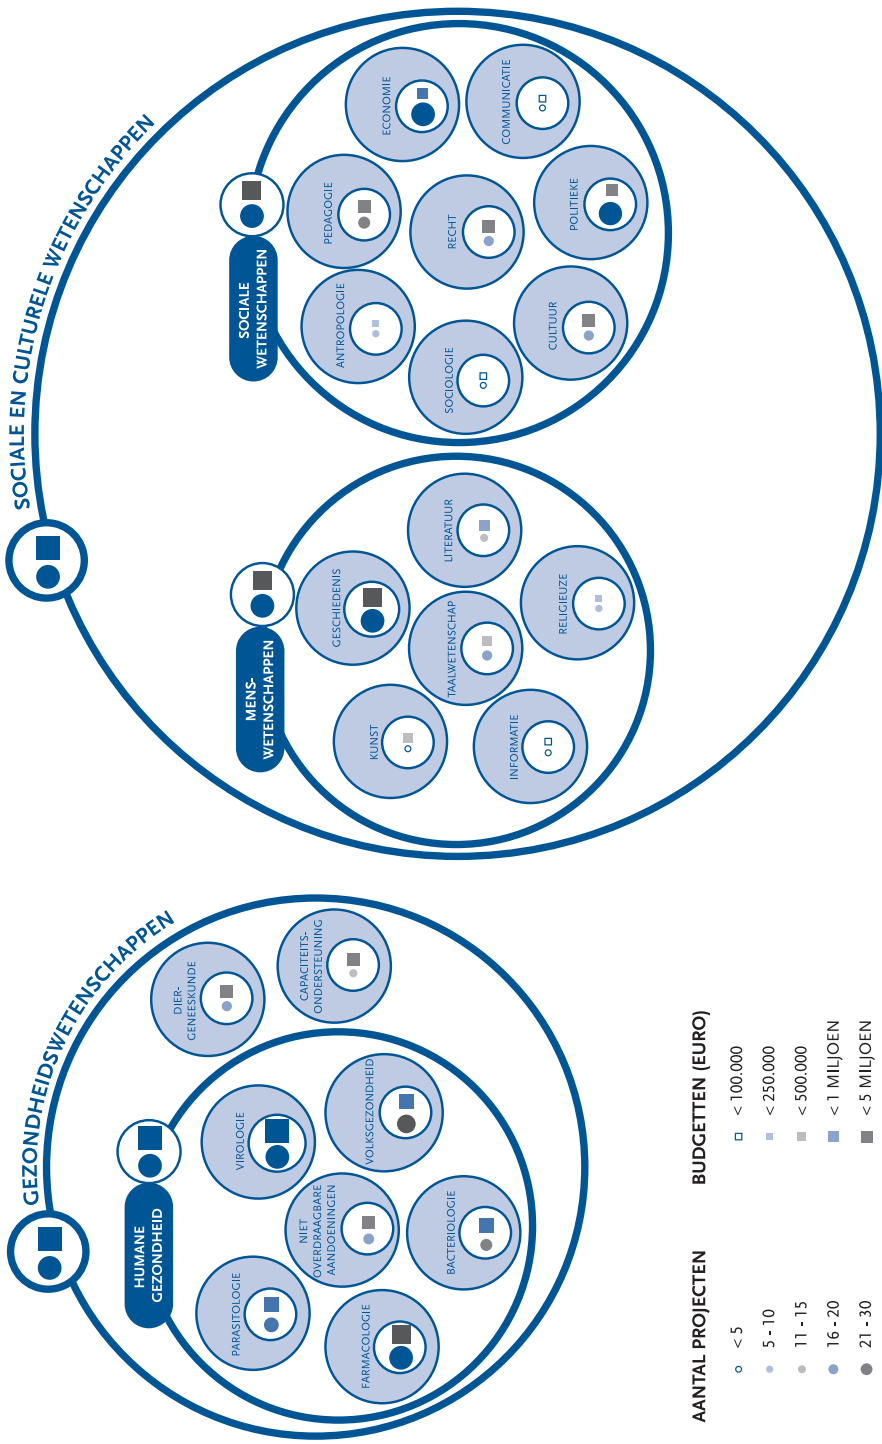 GEZONDHEIDSWETENSCHAPPEN
HUMANE
GEZONDHEID
PARASITOLOGIE
VIROLOGIE
DIER-
GENEESKUNDE
CAPACITEITS-
ONDERSTEUNING
NIET
OVERDRAAGBARE
AANDOENINGEN
FARMACOLOGIE
VOLKSGEZONDHEID
BACTERIOLOGIE
SOCIALE EN CULTURELE WETENSCHAPPEN
MENS-
WETENSCHAPPEN
KUNST
GESCHIEDENIS
LITERATUUR
TAALWETENSCHAP
INFORMATIE
RELIGIEUZE
SOCIALE
WETENSCHAPPEN
ANTROPOLOGIE
PEDAGOGIE
ECONOMIE
SOCIOLOGIE
RECHT
COMMUNICATIE
CULTUUR
POLITIEKE
AANTAL PROJECTEN
< 5
5 - 10
11 - 15
16 - 20
21 - 30
BUDGETTEN (EURO)
< 100.000
< 250.000
< 500.000
< 1 MILJOEN
< 5 MILJOEN